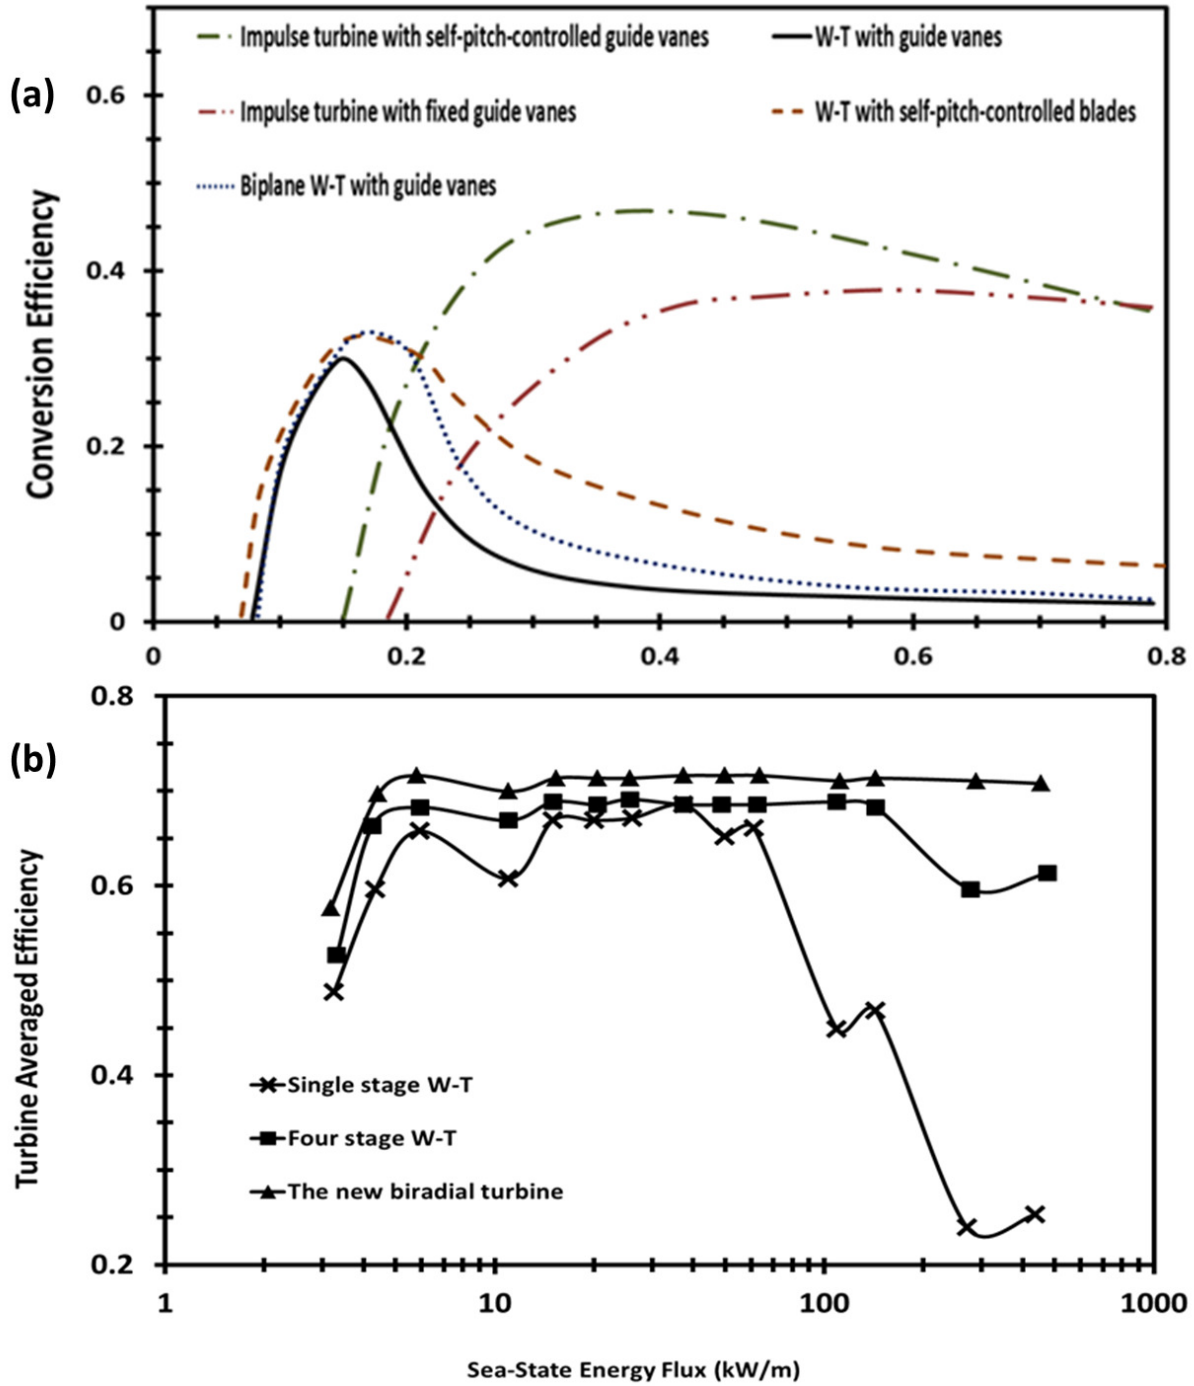 (a)
Conversion Efficiency
Impulse turbine with self-pitch-controlled guide vanes
W-T with guide vanes
Impulse turbine with fixed guide vanes
W-T with self-pitch-controlled blades
Biplane W-T with guide vanes
0.6
0.4
0.2
0
0 0.2 0.4 0.6 0.8
(b)
Turbine Averaged Efficiency
0.8
0.6
0.4
0.2
Single stage W-T
Four stage W-T
The new biradial turbine
1 10 100 1000
Sea-State Energy Flux (kW/m)